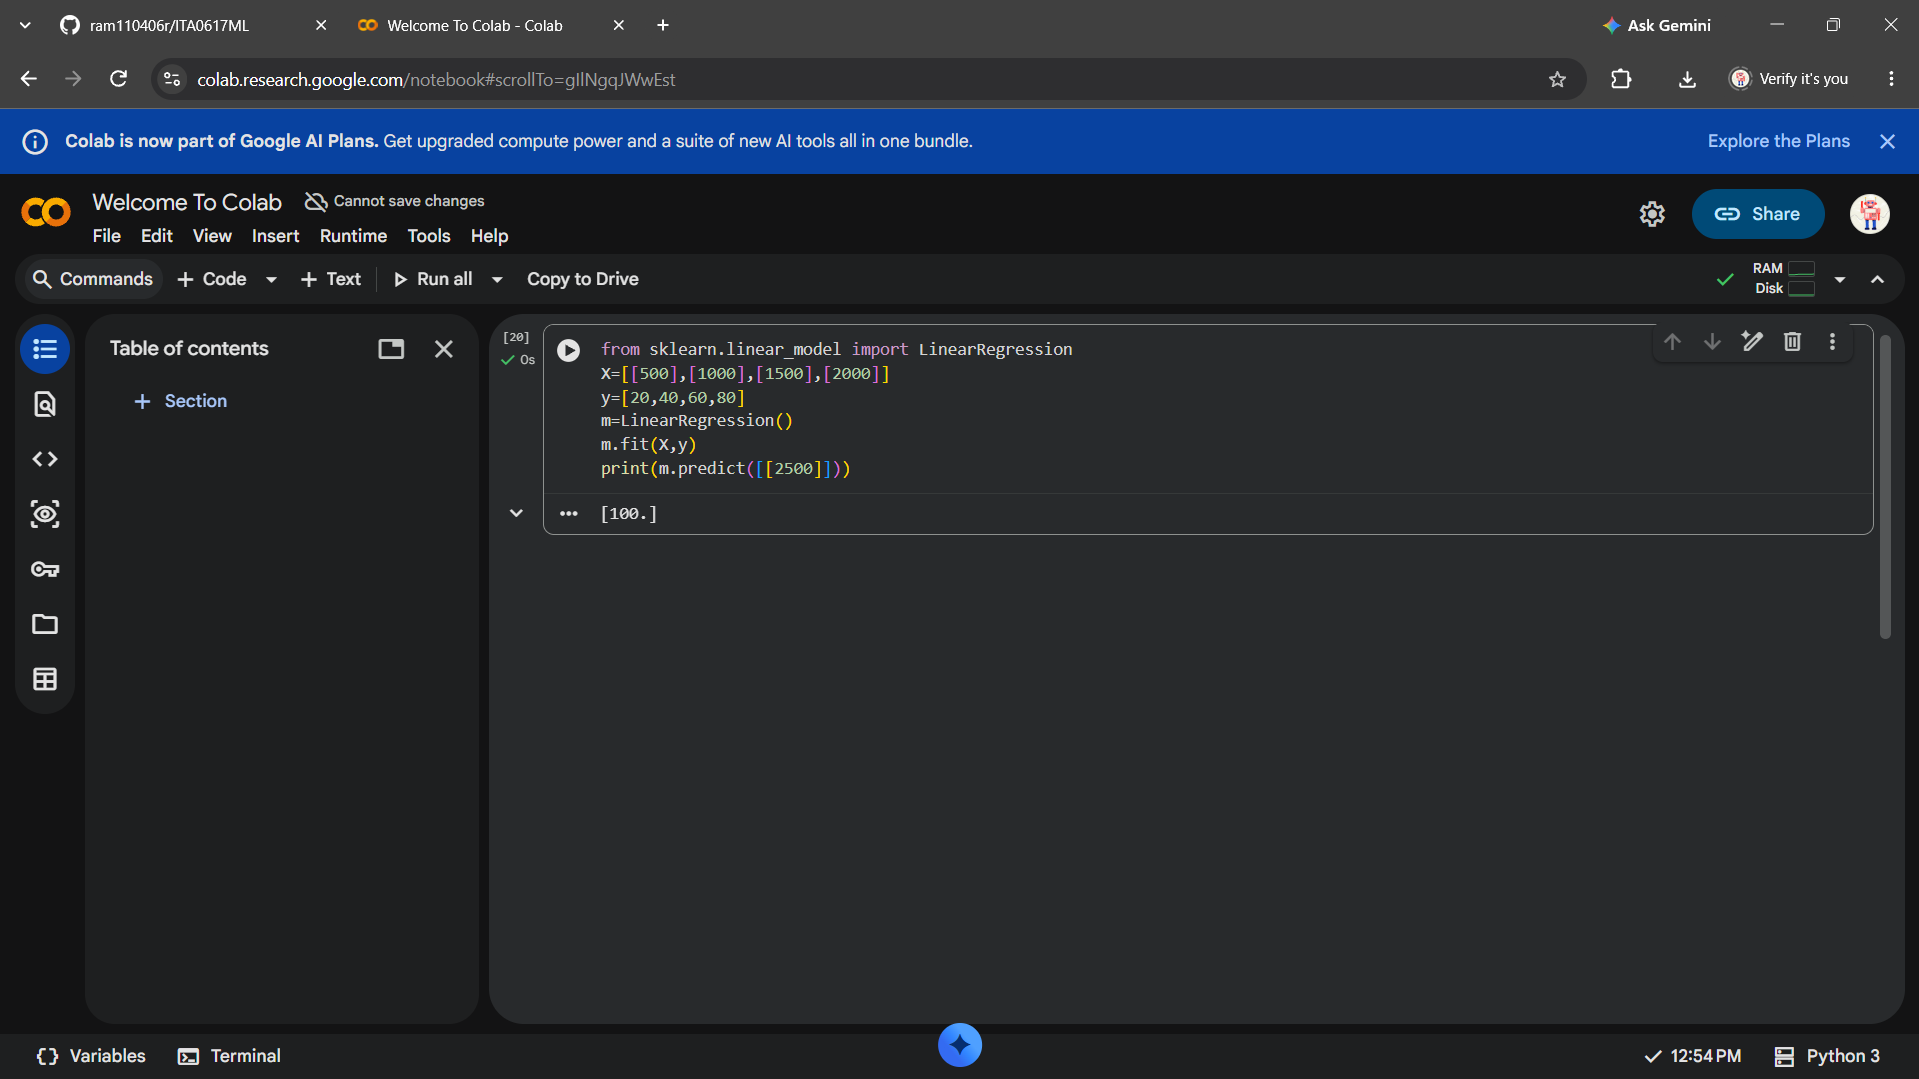 ram110406r/ITA0617ML
Welcome To Colab - Colab
Ask Gemini
colab.research.google.com/notebook#scrollTo=gIlNgqJWwEst
Verify it's you
Colab is now part of Google AI Plans. Get upgraded compute power and a suite of new AI tools all in one bundle.
Explore the Plans
Welcome To Colab
Cannot save changes
File Edit View Insert Runtime Tools Help
Share
Commands + Code + Text Run all Copy to Drive
RAM
Disk
Table of contents
+ Section
[20]
0s
from sklearn.linear_model import LinearRegression
X=[[500],[1000],[1500],[2000]]
y=[20,40,60,80]
m=LinearRegression()
m.fit(X,y)
print(m.predict([[2500]]))
[100.]
Variables
Terminal
12:54 PM
Python 3